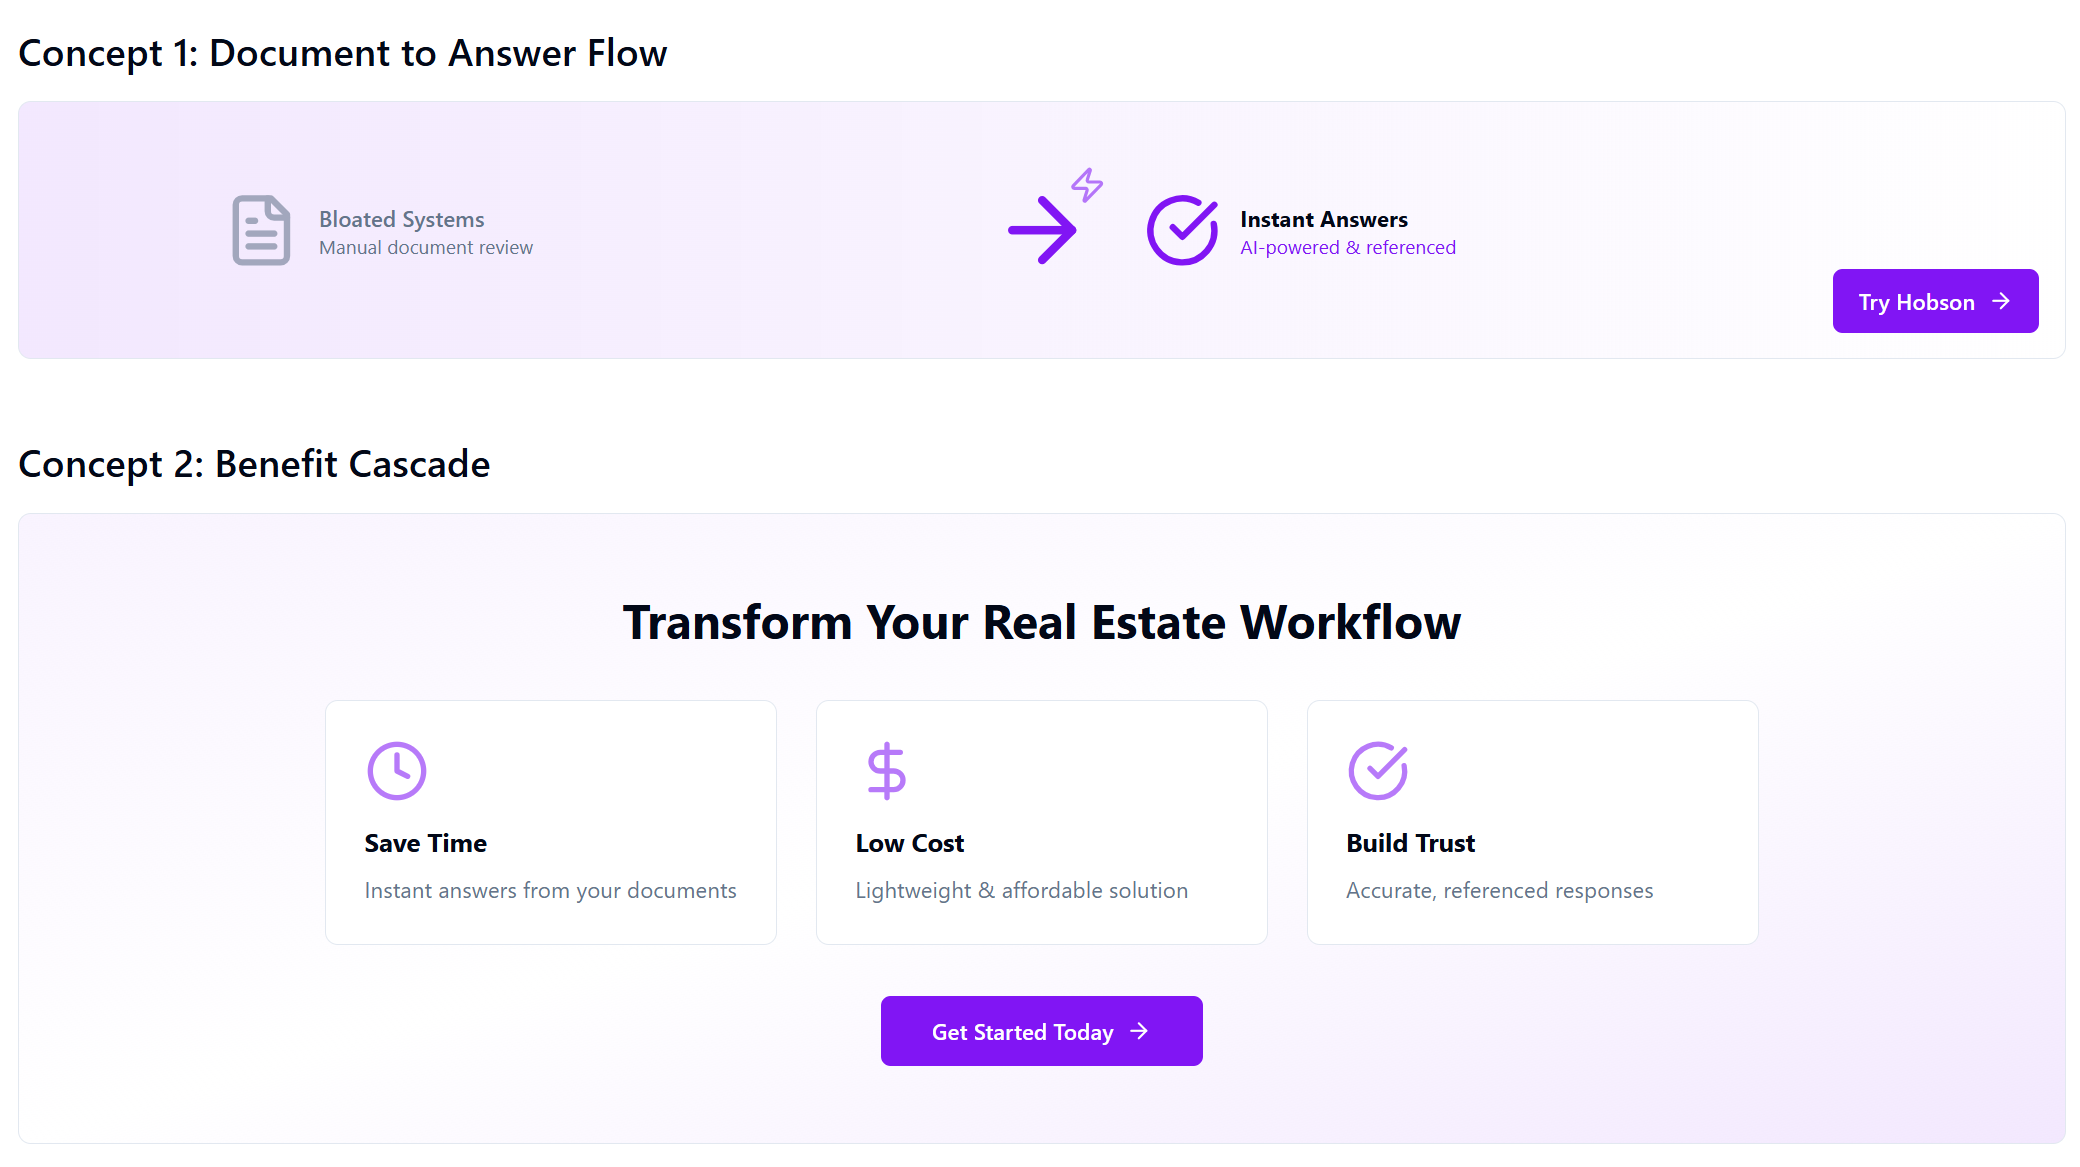 Concept 1: Document to Answer Flow
Bloated Systems
Manual document review
Instant Answers
AI-powered & referenced
Try Hobson
Concept 2: Benefit Cascade
Transform Your Real Estate Workflow
Save Time
Instant answers from your documents
Low Cost
Lightweight & affordable solution
Build Trust
Accurate, referenced responses
Get Started Today